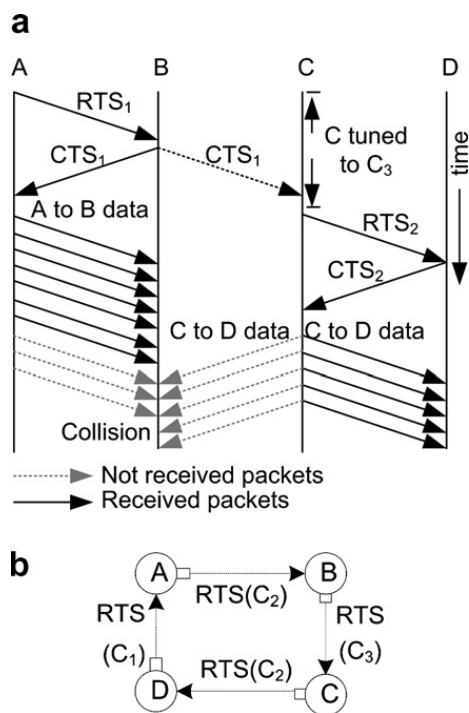 a
A B C D
RTS₁
CTS₁ CTS₁
C tuned
to C₃
time
A to B data
RTS₂
CTS₂
C to D data C to D data
Collision
Not received packets
Received packets
b
A B
RTS(C₂)
RTS RTS
(C₁) (C₃)
RTS(C₂)
D C